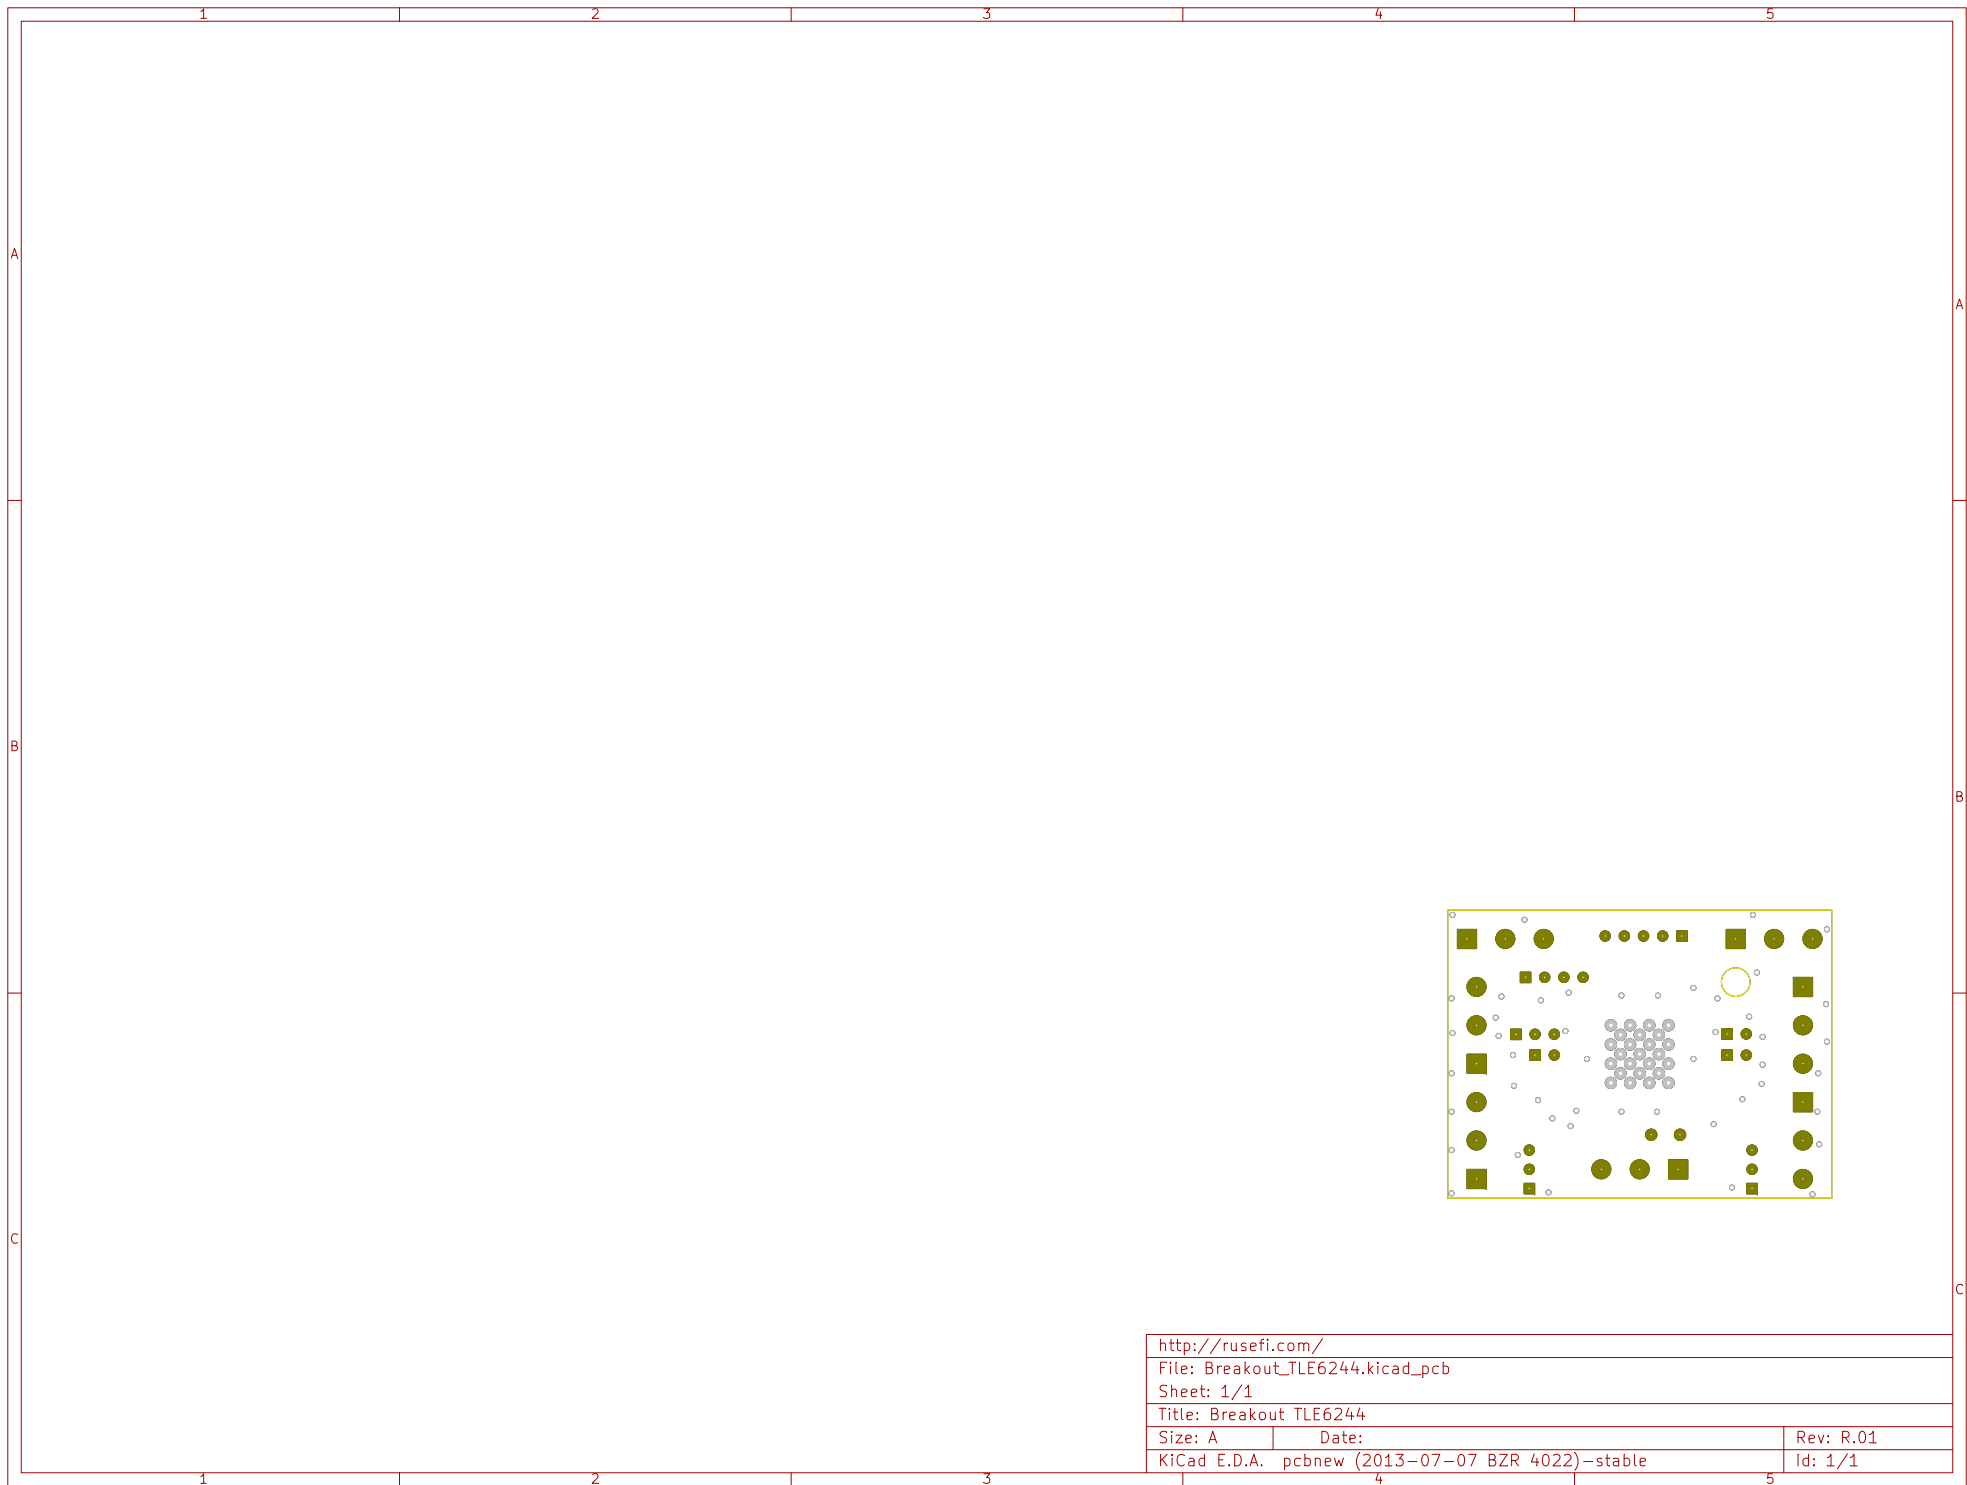 1 2 3 4 5
A
A
B
B
C
C
http://rusefi.com/
File: Breakout_TLE6244.kicad_pcb
Sheet: 1/1
Title: Breakout TLE6244
Size: A Date: Rev: R.01
KiCad E.D.A. pcbnew (2013-07-07 BZR 4022)-stable Id: 1/1
1 2 3 4 5